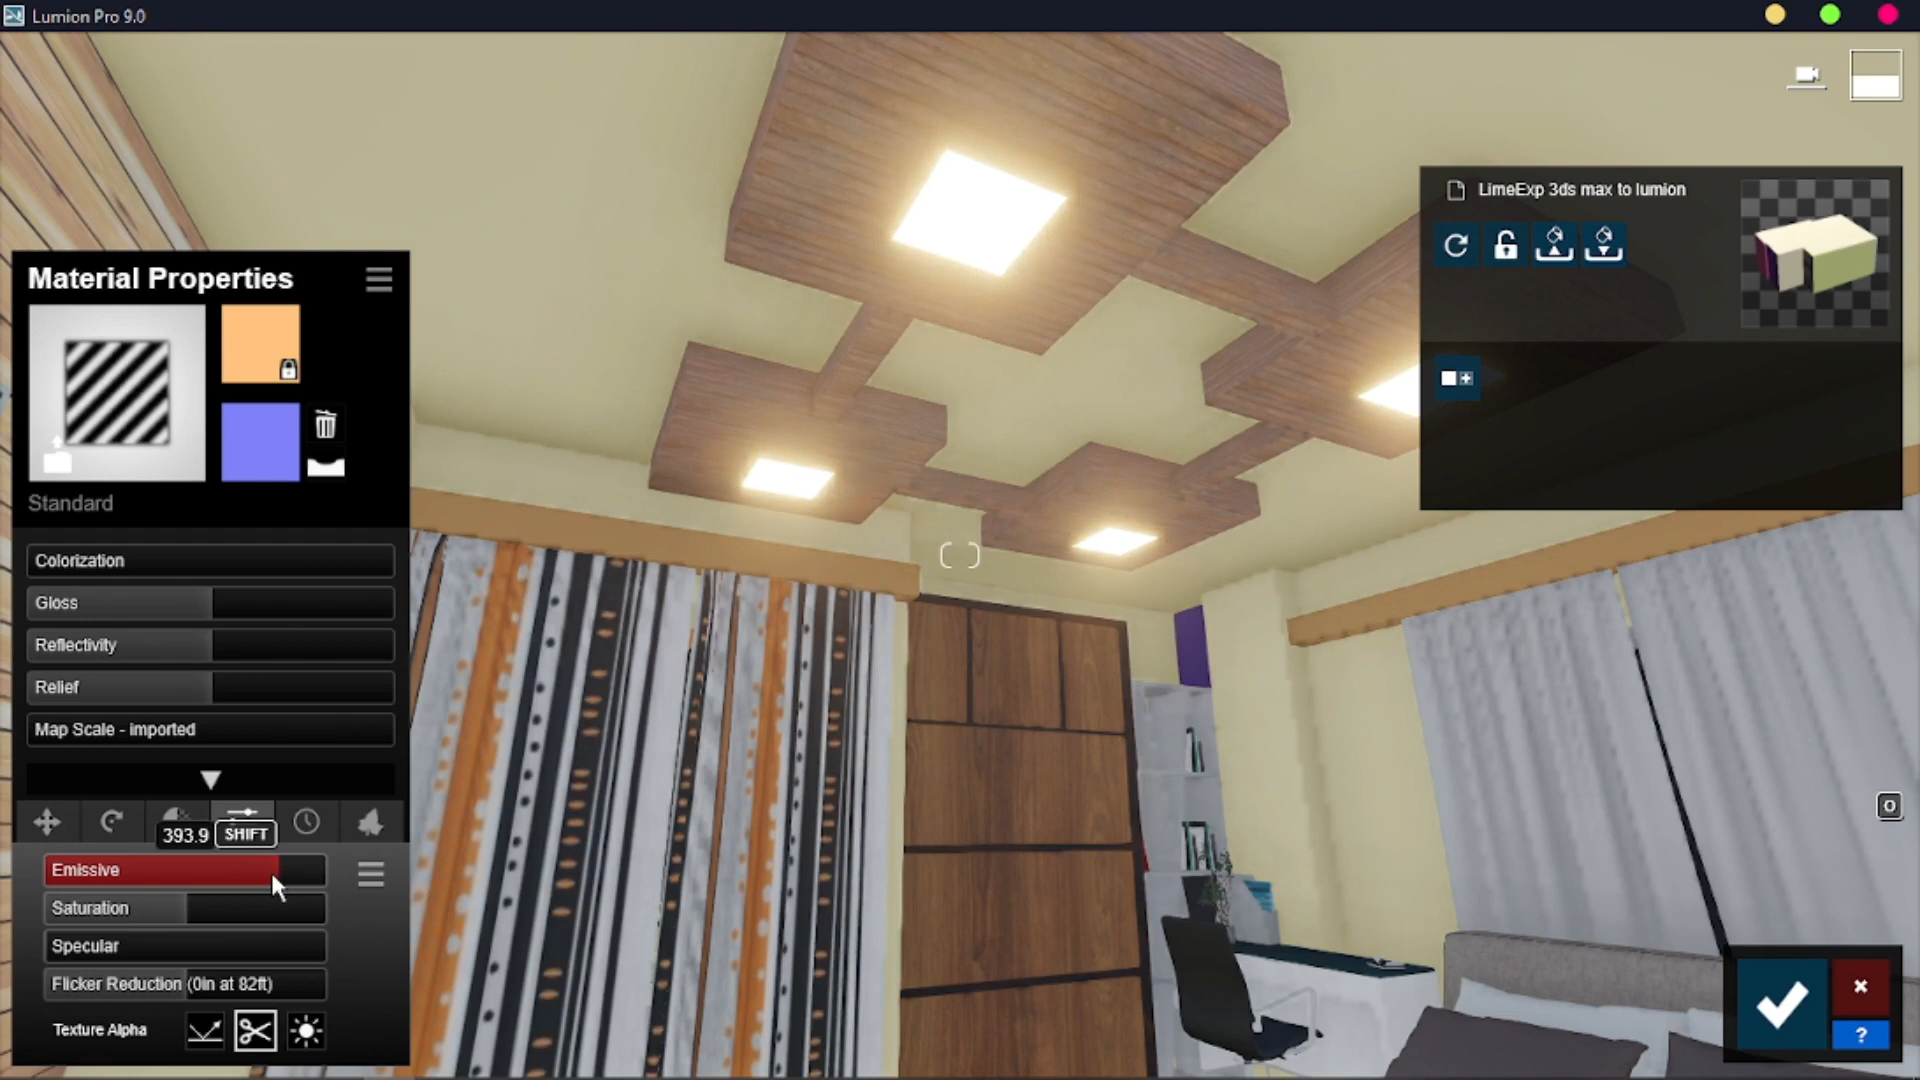 Lumion Pro 9.0
LimeExp 3ds max to lumion
Material Properties
Standard
Colorization
Gloss
Reflectivity
Relief
Map Scale - imported
393.9 SHIFT
Emissive
Saturation
Specular
Flicker Reduction (0in at 82ft)
Texture Alpha
O
?